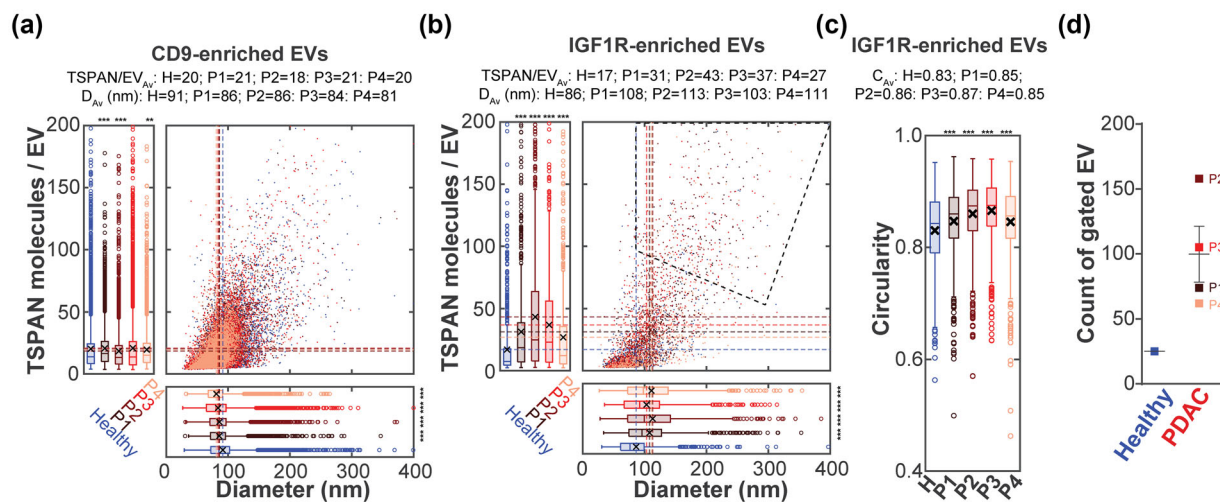 (a)
CD9-enriched EVs
TSPAN/EV_Av: H=20; P1=21; P2=18: P3=21: P4=20
D_Av (nm): H=91; P1=86; P2=86: P3=84: P4=81
*** *** **
200
150
100
50
0
TSPAN molecules / EV
Healthy
P1
P2
P3
P4
*** *** *** ***
0 100 200 300 400
Diameter (nm)
(b)
IGF1R-enriched EVs
TSPAN/EV_Av: H=17; P1=31; P2=43: P3=37; P4=27
D_Av (nm): H=86, P1=108; P2=113: P3=103: P4=111
*** *** *** ***
200
150
100
50
0
TSPAN molecules / EV
Healthy
P1
P2
P3
P4
*** *** *** ***
0 100 200 300 400
Diameter (nm)
(c)
IGF1R-enriched EVs
C_Av: H=0.83; P1=0.85;
P2=0.86: P3=0.87: P4=0.85
*** *** *** ***
1.0
0.8
0.6
0.4
Circularity
H
P1
P2
P3
P4
(d)
200
150
100
50
0
Count of gated EV
P2
P3
P1
P4
Healthy
PDAC